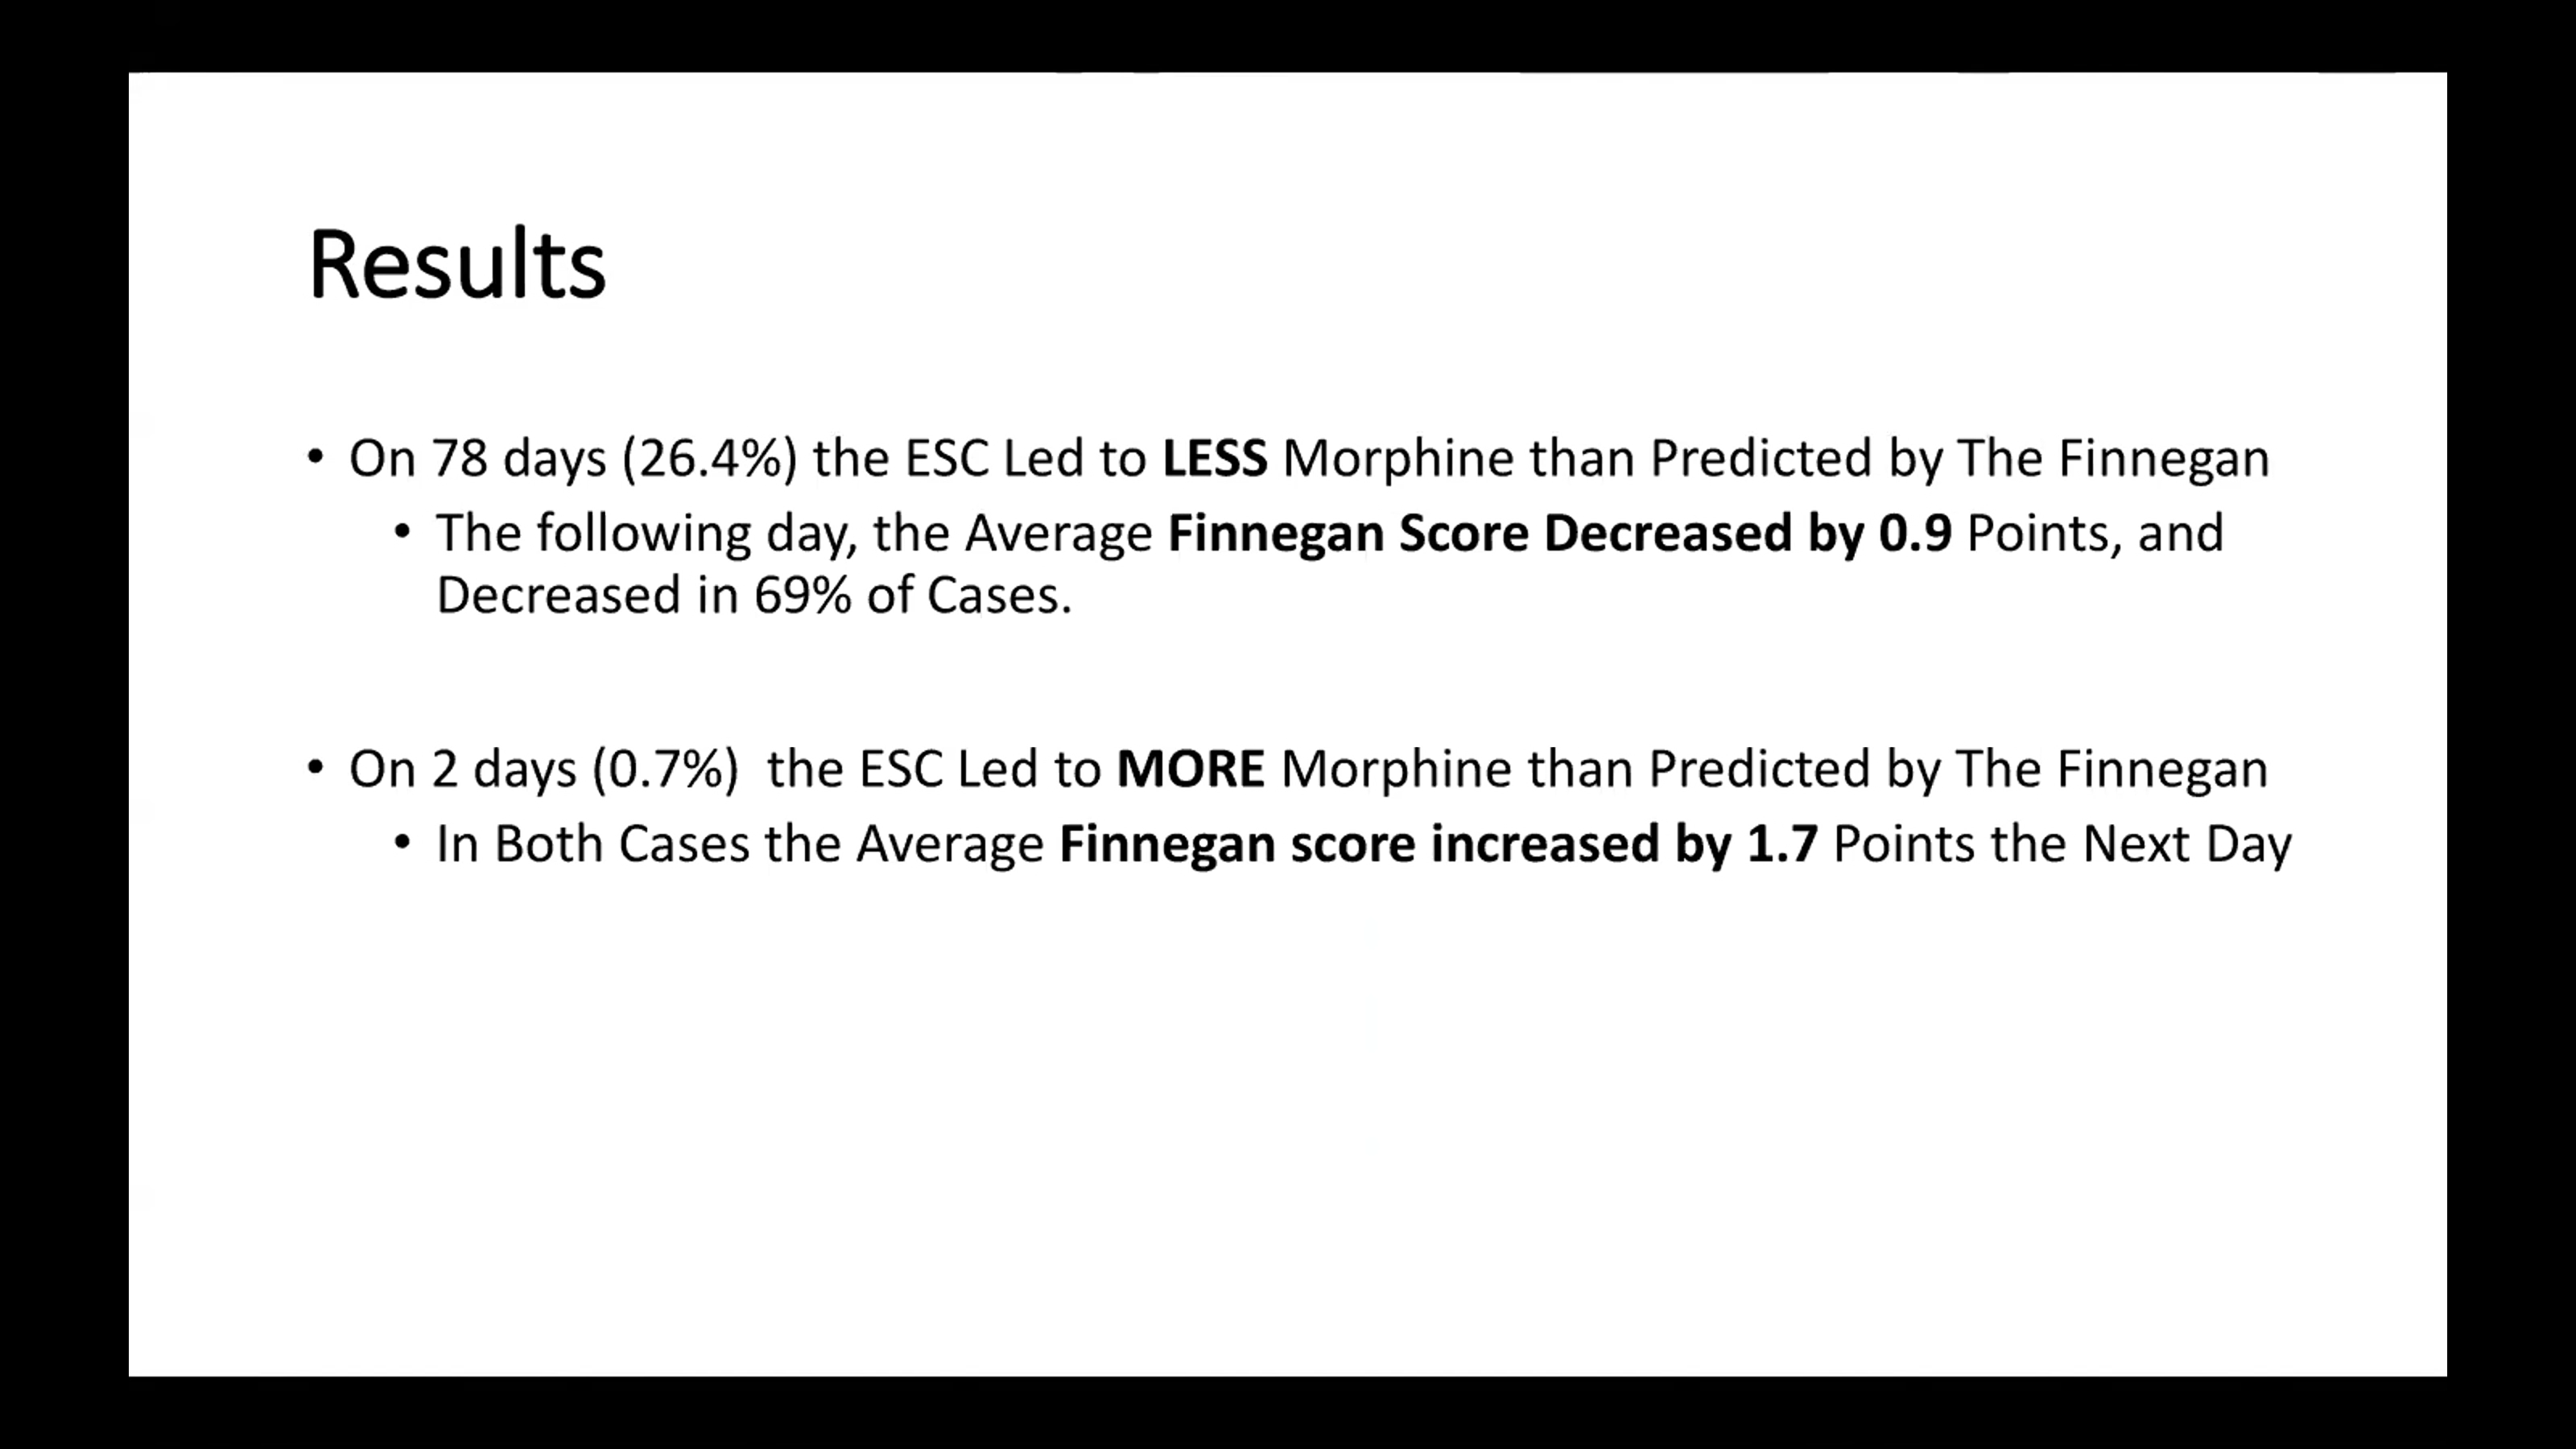 Results
• On 78 days (26.4%) the ESC Led to LESS Morphine than Predicted by The Finnegan
• The following day, the Average Finnegan Score Decreased by 0.9 Points, and
Decreased in 69% of Cases.
• On 2 days (0.7%)  the ESC Led to MORE Morphine than Predicted by The Finnegan
• In Both Cases the Average Finnegan score increased by 1.7 Points the Next Day